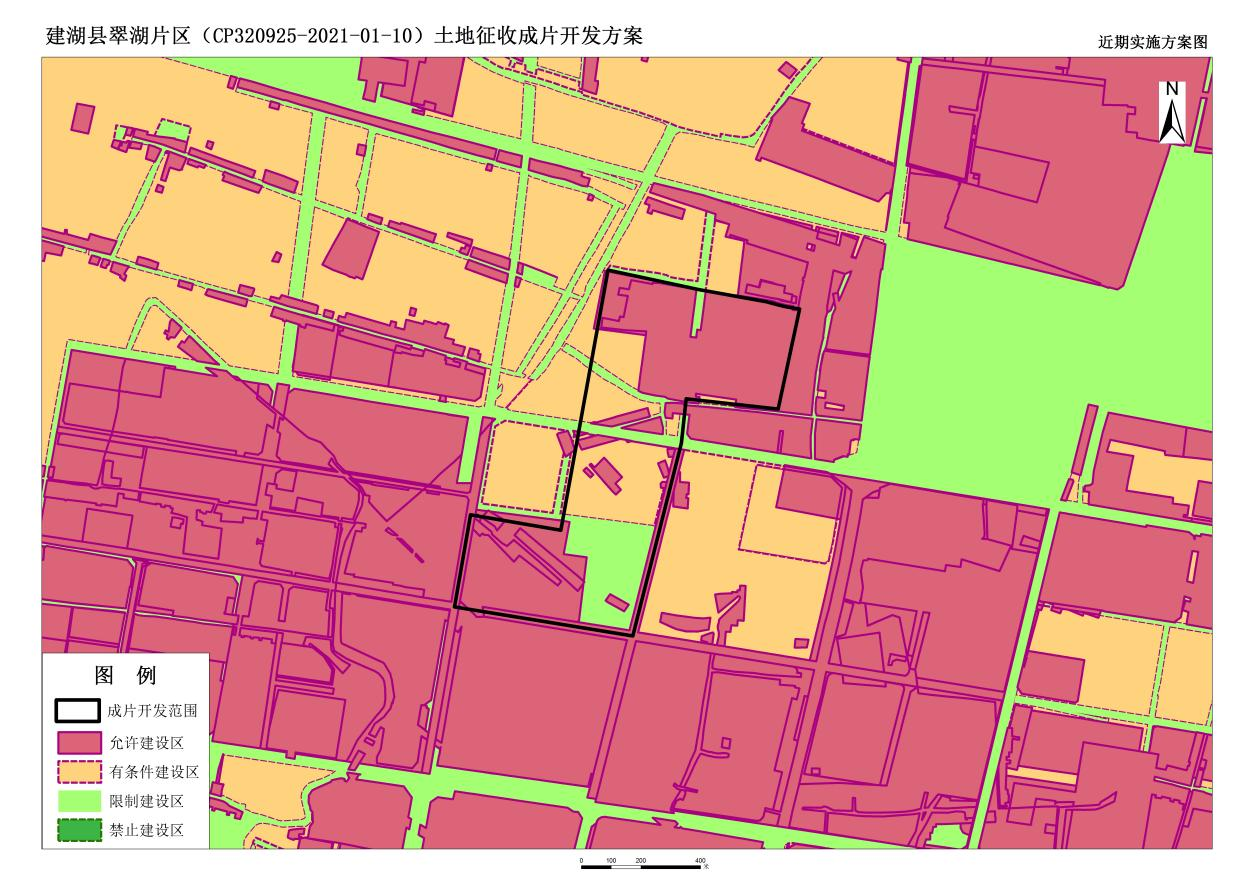 建湖县翠湖片区（CP320925-2021-01-10）土地征收成片开发方案
近期实施方案图
N
图 例
成片开发范围
允许建设区
有条件建设区
限制建设区
禁止建设区
0 100 200 400
米